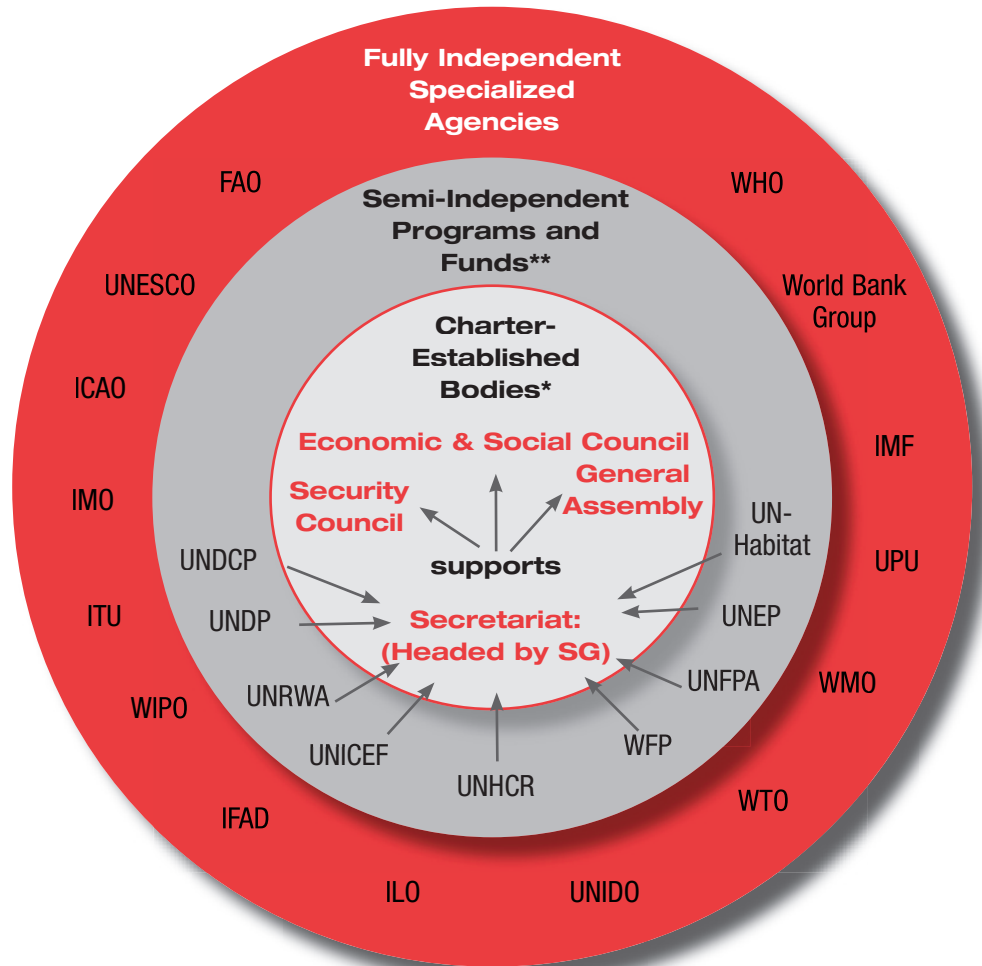 Fully Independent
Specialized
Agencies
FAO
WHO
Semi-Independent
Programs and
Funds**
UNESCO
World Bank
Group
Charter-
Established
Bodies*
ICAO
Economic & Social Council
IMF
General
Assembly
Security
Council
IMO
UN-
Habitat
UNDCP
supports
UPU
ITU
UNDP
Secretariat:
(Headed by SG)
UNEP
UNRWA
UNFPA
WMO
WIPO
UNICEF
WFP
UNHCR
WTO
IFAD
ILO
UNIDO